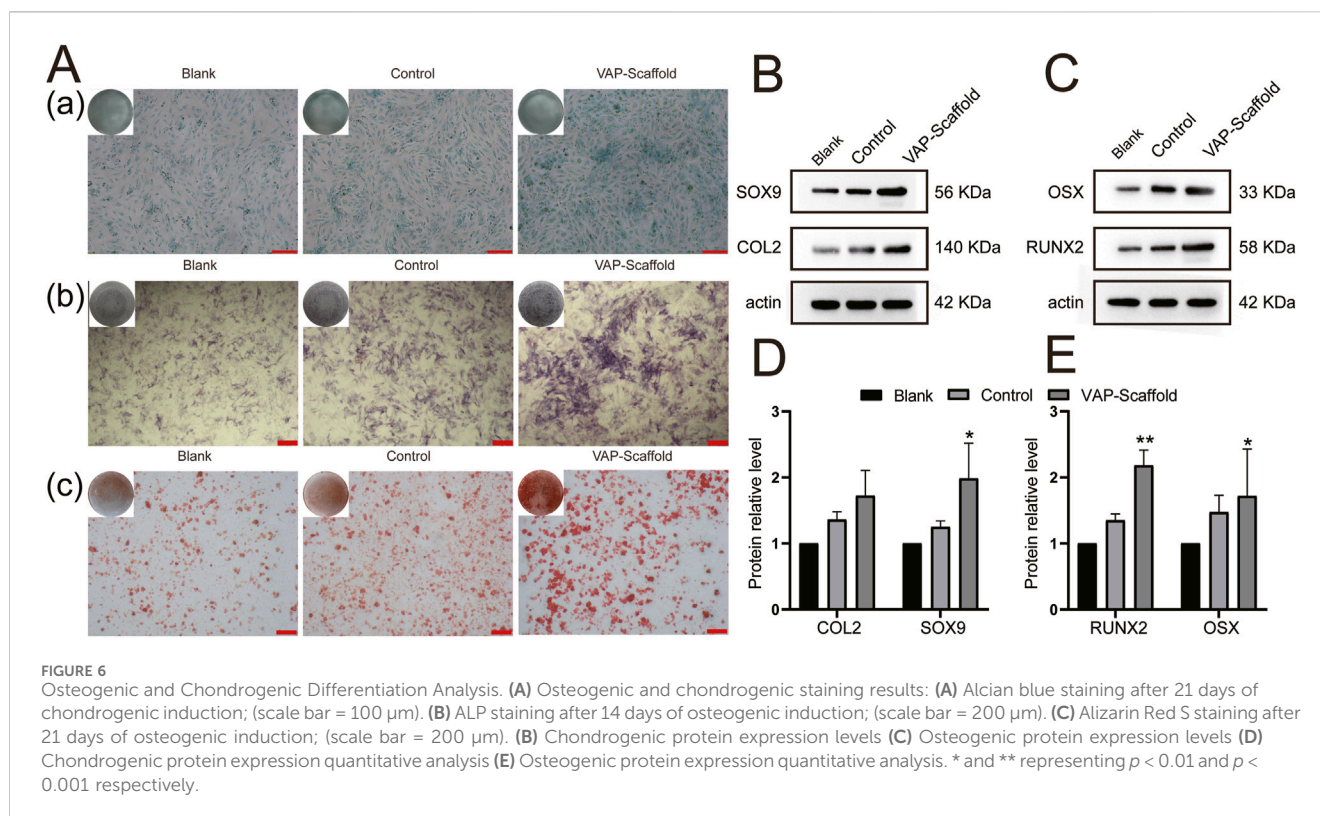 A
Blank Control VAP-Scaffold
(a)
Blank Control VAP-Scaffold
(b)
Blank Control VAP-Scaffold
(c)
B
Blank Control VAP-Scaffold
SOX9 56 KDa
COL2 140 KDa
actin 42 KDa
C
Blank Control VAP-Scaffold
OSX 33 KDa
RUNX2 58 KDa
actin 42 KDa
D
E
Blank Control VAP-Scaffold
Protein relative level
3
2
1
0
*
COL2 SOX9
Protein relative level
3
2
1
0
** *
RUNX2 OSX
FIGURE 6
Osteogenic and Chondrogenic Differentiation Analysis. (A) Osteogenic and chondrogenic staining results: (A) Alcian blue staining after 21 days of
chondrogenic induction; (scale bar = 100 μm). (B) ALP staining after 14 days of osteogenic induction; (scale bar = 200 μm). (C) Alizarin Red S staining after
21 days of osteogenic induction; (scale bar = 200 μm). (B) Chondrogenic protein expression levels (C) Osteogenic protein expression levels (D)
Chondrogenic protein expression quantitative analysis (E) Osteogenic protein expression quantitative analysis. * and ** representing p < 0.01 and p <
0.001 respectively.